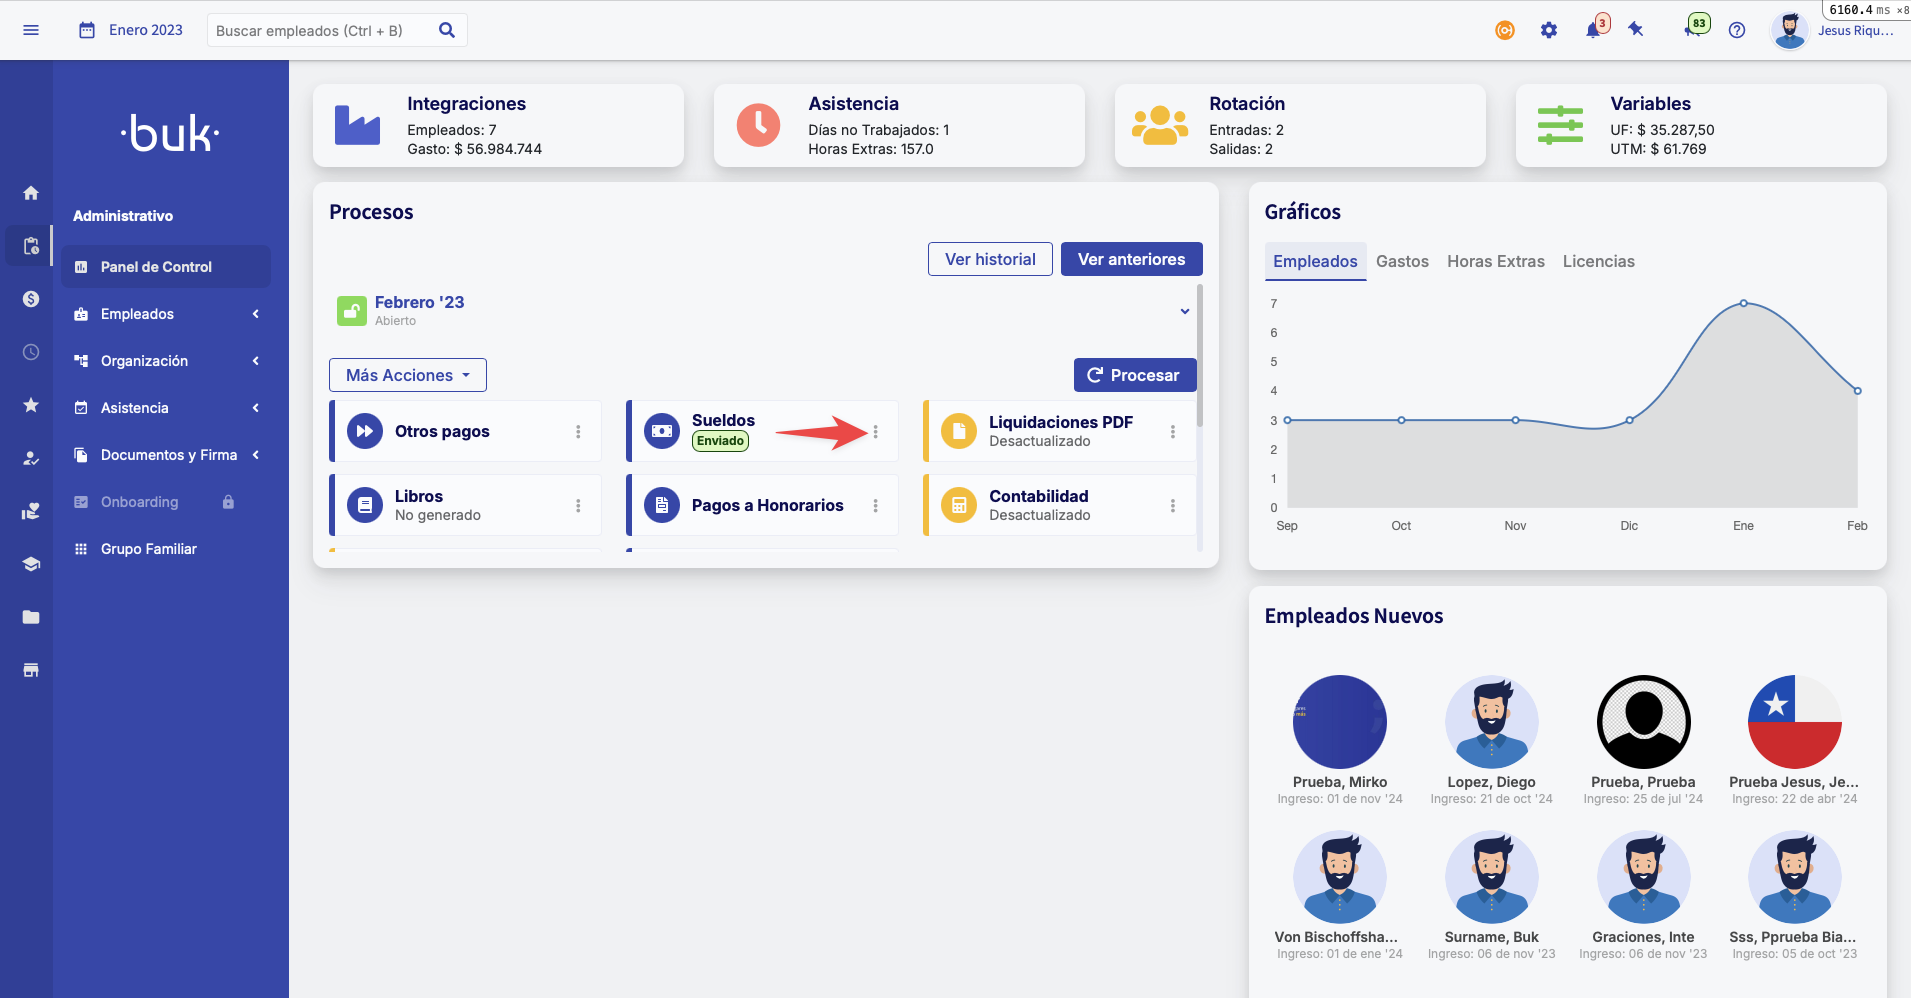 6160.4 ms ×8
Enero 2023
Buscar empleados (Ctrl + B)
3
83
Jesus Riqu...
·buk·
Administrativo
Panel de Control
Empleados
Organización
Asistencia
Documentos y Firma
Onboarding
Grupo Familiar
Integraciones
Empleados: 7
Gasto: $ 56.984.744
Asistencia
Días no Trabajados: 1
Horas Extras: 157.0
Rotación
Entradas: 2
Salidas: 2
Variables
UF: $ 35.287,50
UTM: $ 61.769
Procesos
Ver historial
Ver anteriores
Febrero '23
Abierto
Más Acciones
Procesar
Otros pagos
Sueldos
Enviado
Liquidaciones PDF
Desactualizado
Libros
No generado
Pagos a Honorarios
Contabilidad
Desactualizado
Gráficos
Empleados Gastos Horas Extras Licencias
7
6
5
4
3
2
1
0
Sep Oct Nov Dic Ene Feb
Empleados Nuevos
Prueba, Mirko
Ingreso: 01 de nov '24
Lopez, Diego
Ingreso: 21 de oct '24
Prueba, Prueba
Ingreso: 25 de jul '24
Prueba Jesus, Je...
Ingreso: 22 de abr '24
Von Bischoffsha...
Ingreso: 01 de ene '24
Surname, Buk
Ingreso: 06 de nov '23
Graciones, Inte
Ingreso: 06 de nov '23
Sss, Pprueba Bia...
Ingreso: 05 de oct '23